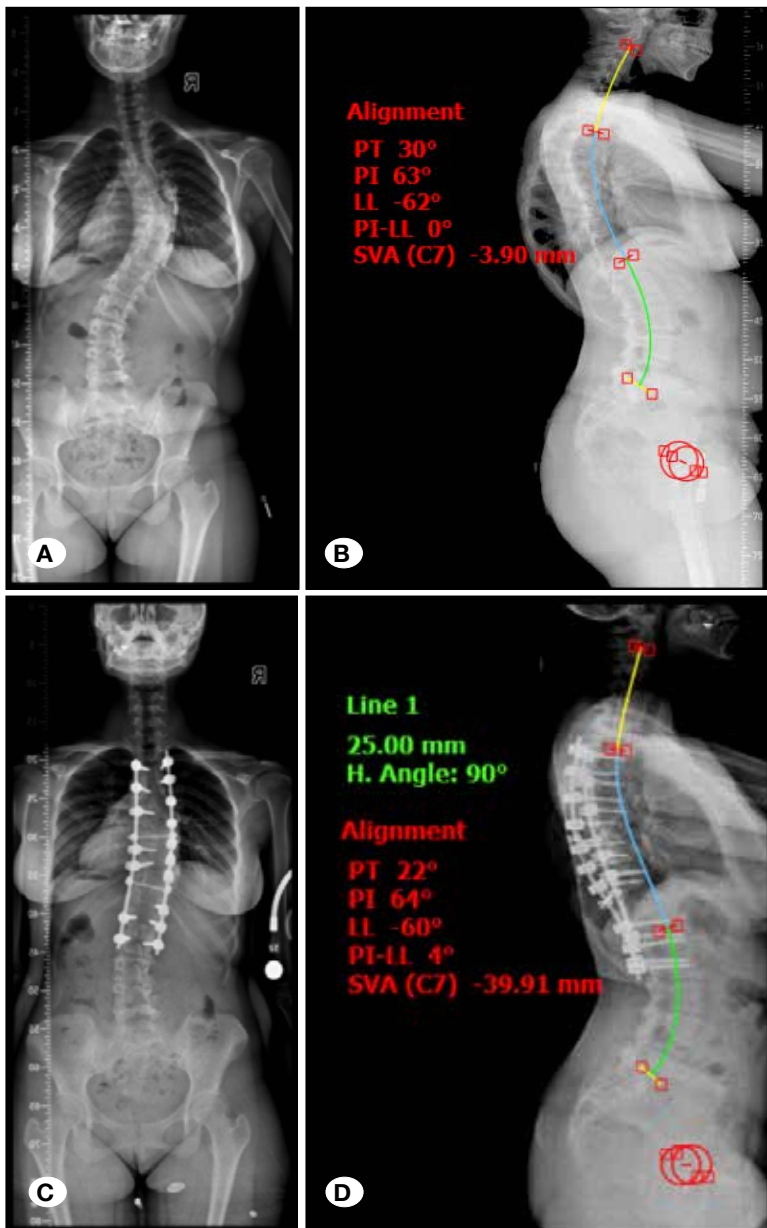 R
Alignment
PT 30°
PI 63°
LL -62°
PI-LL 0°
SVA (C7) -3.90 mm
A
B
R
Line 1
25.00 mm
H. Angle: 90°
Alignment
PT 22°
PI 64°
LL -60°
PI-LL 4°
SVA (C7) -39.91 mm
C
D